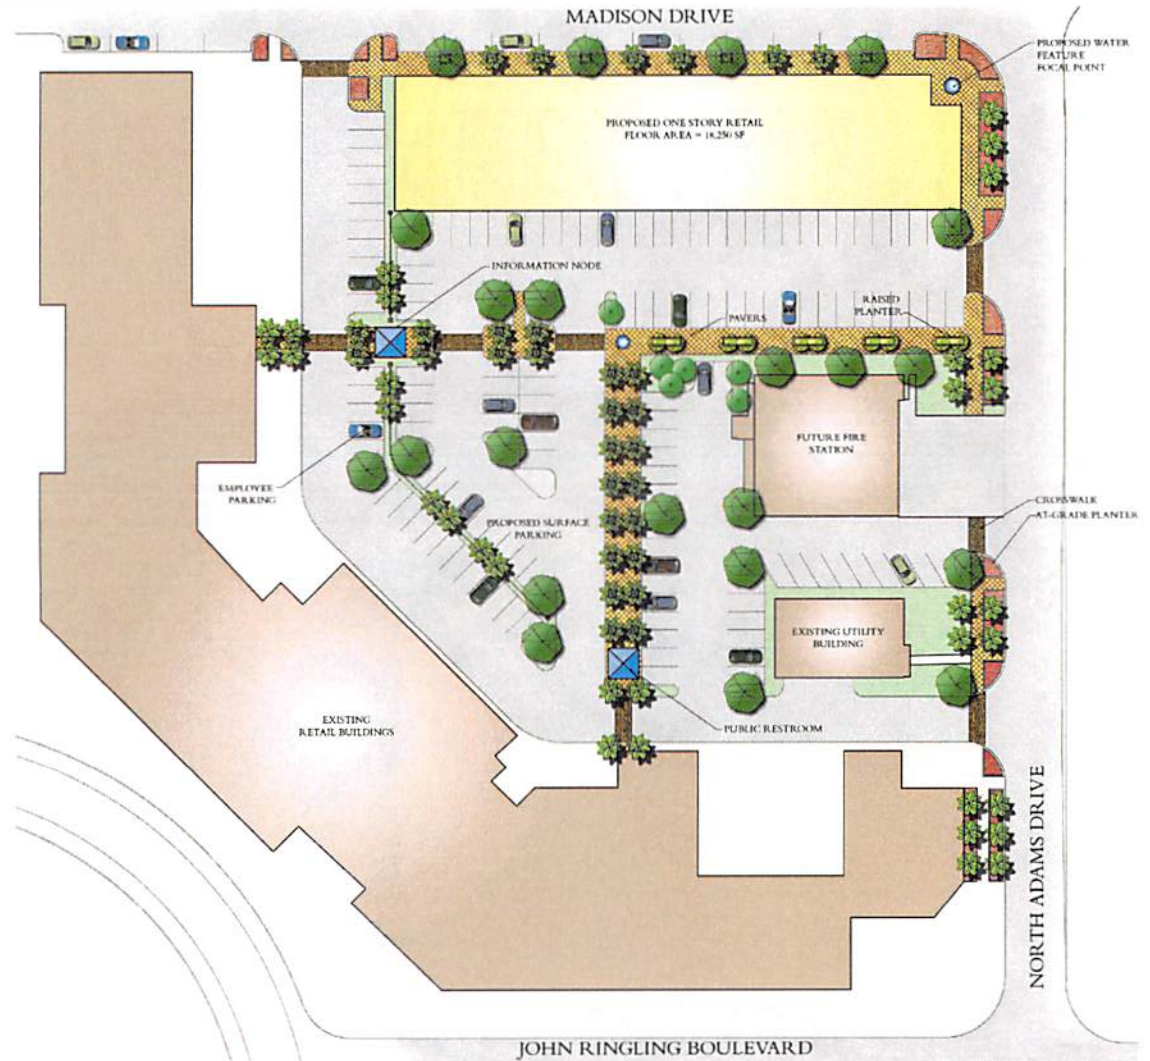 MADISON DRIVE
PROPOSED WATER
FEATURE
FOCAL POINT
PROPOSED ONE STORY RETAIL
FLOOR AREA = 18,250 SF
INFORMATION NODE
RAISED
PLANTER
PAVERS
FUTURE FIRE
STATION
EMPLOYEE
PARKING
CROSSWALK
AT-GRADE PLANTER
PROPOSED SURFACE
PARKING
EXISTING UTILITY
BUILDING
EXISTING
RETAIL BUILDINGS
PUBLIC RESTROOM
NORTH ADAMS DRIVE
JOHN RINGLING BOULEVARD